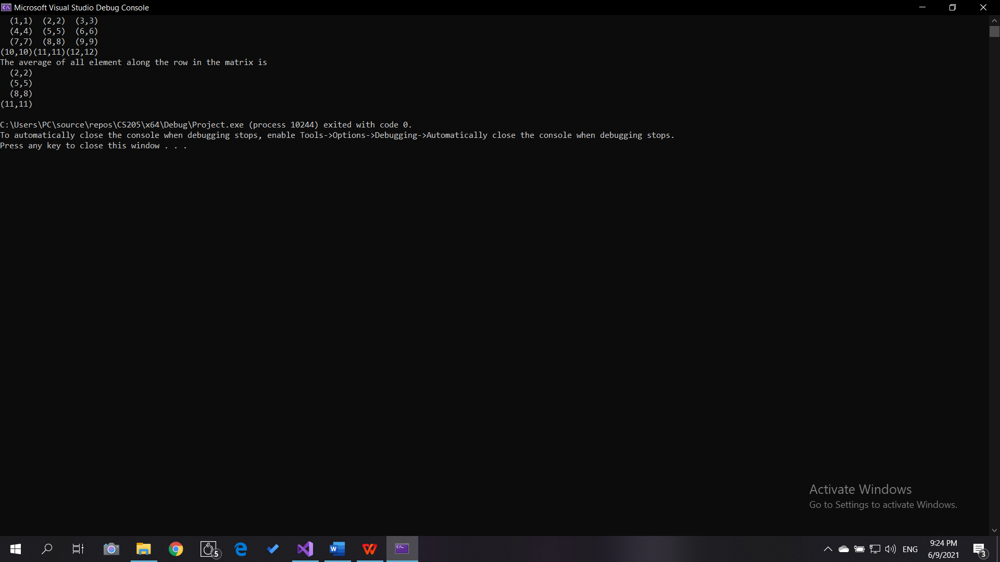 Microsoft Visual Studio Debug Console
(1,1) (2,2) (3,3)
(4,4) (5,5) (6,6)
(7,7) (8,8) (9,9)
(10,10)(11,11)(12,12)
The average of all element along the row in the matrix is
(2,2)
(5,5)
(8,8)
(11,11)
C:\Users\PC\source\repos\CS205\x64\Debug\Project.exe (process 10244) exited with code 0.
To automatically close the console when debugging stops, enable Tools->Options->Debugging->Automatically close the console when debugging stops.
Press any key to close this window . . .
Activate Windows
Go to Settings to activate Windows.
5
ENG
9:24 PM
6/9/2021
3